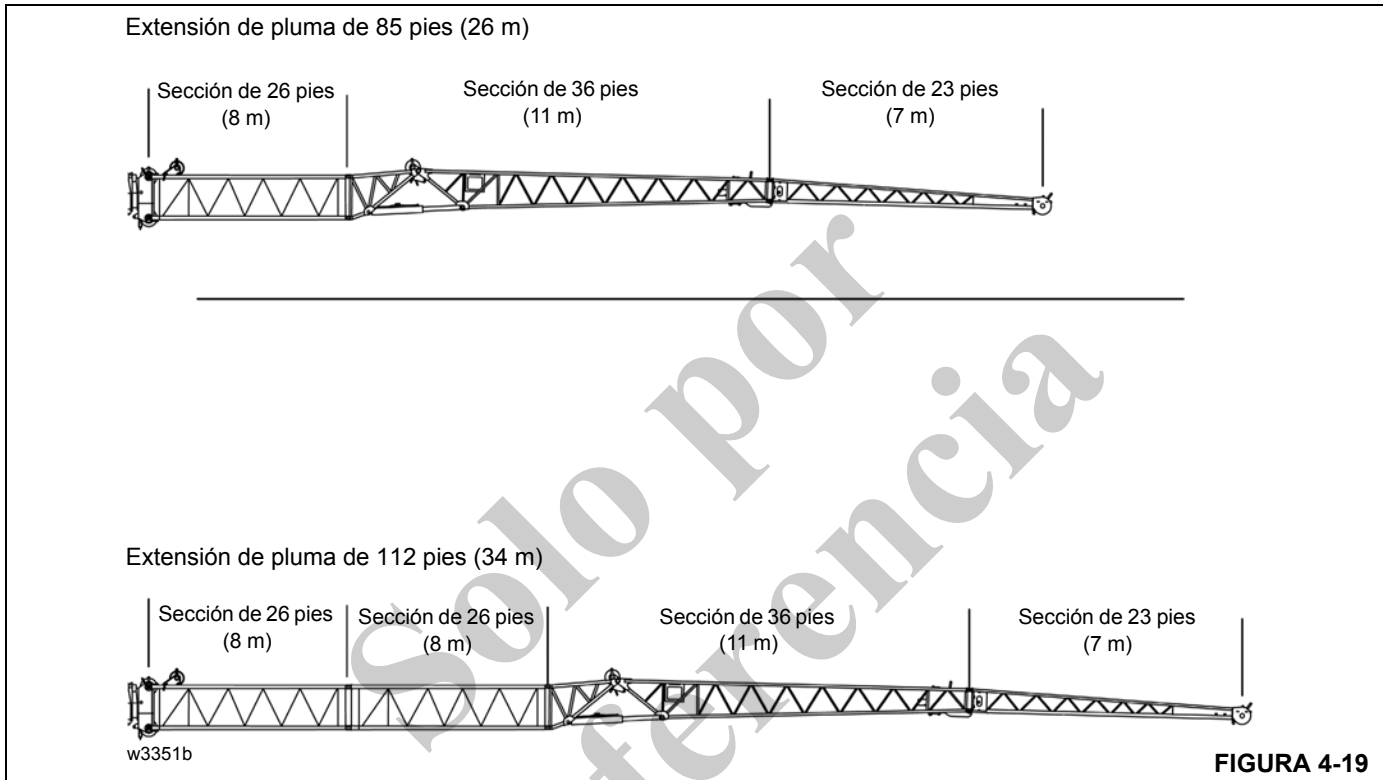 Extensión de pluma de 85 pies (26 m)
Sección de 26 pies
(8 m)
Sección de 36 pies
(11 m)
Sección de 23 pies
(7 m)
Solo por
ferencia
Extensión de pluma de 112 pies (34 m)
Sección de 26 pies
(8 m)
Sección de 26 pies
(8 m)
Sección de 36 pies
(11 m)
Sección de 23 pies
(7 m)
w3351b
FIGURA 4-19